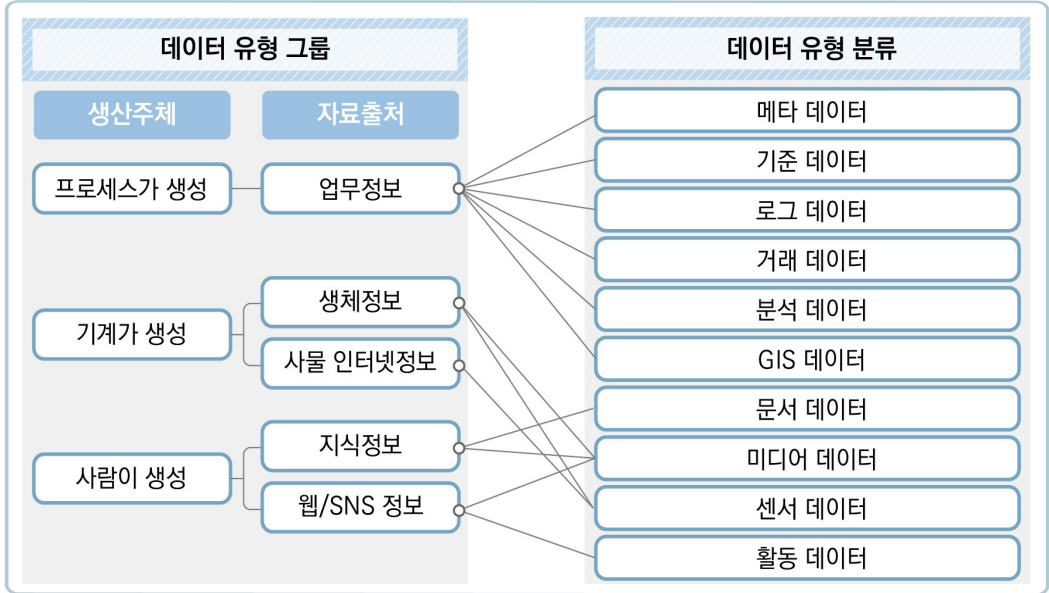 데이터 유형 그룹
데이터 유형 분류
생산주체
자료출처
프로세스가 생성
업무정보
기계가 생성
생체정보
사물 인터넷정보
사람이 생성
지식정보
웹/SNS 정보
메타 데이터
기준 데이터
로그 데이터
거래 데이터
분석 데이터
GIS 데이터
문서 데이터
미디어 데이터
센서 데이터
활동 데이터